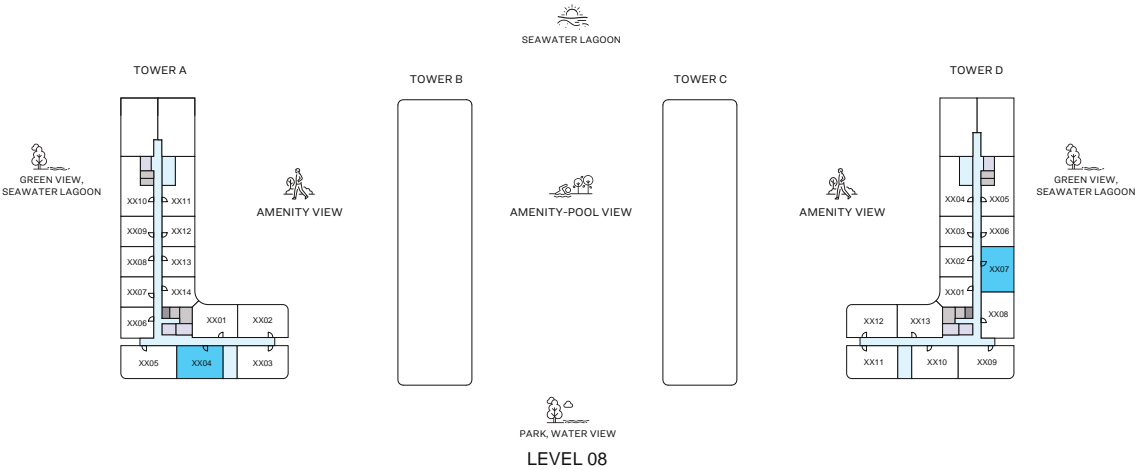 SEAWATER LAGOON
TOWER A
TOWER B
TOWER C
TOWER D
GREEN VIEW,
SEAWATER LAGOON
AMENITY VIEW
AMENITY-POOL VIEW
AMENITY VIEW
GREEN VIEW,
SEAWATER LAGOON
XX10 XX11
XX09 XX12
XX08 XX13
XX07 XX14
XX06 XX01 XX02
XX05 XX04 XX03
XX04 XX05
XX03 XX06
XX02 XX07
XX01
XX12 XX13 XX08
XX11 XX10 XX09
PARK, WATER VIEW
LEVEL 08